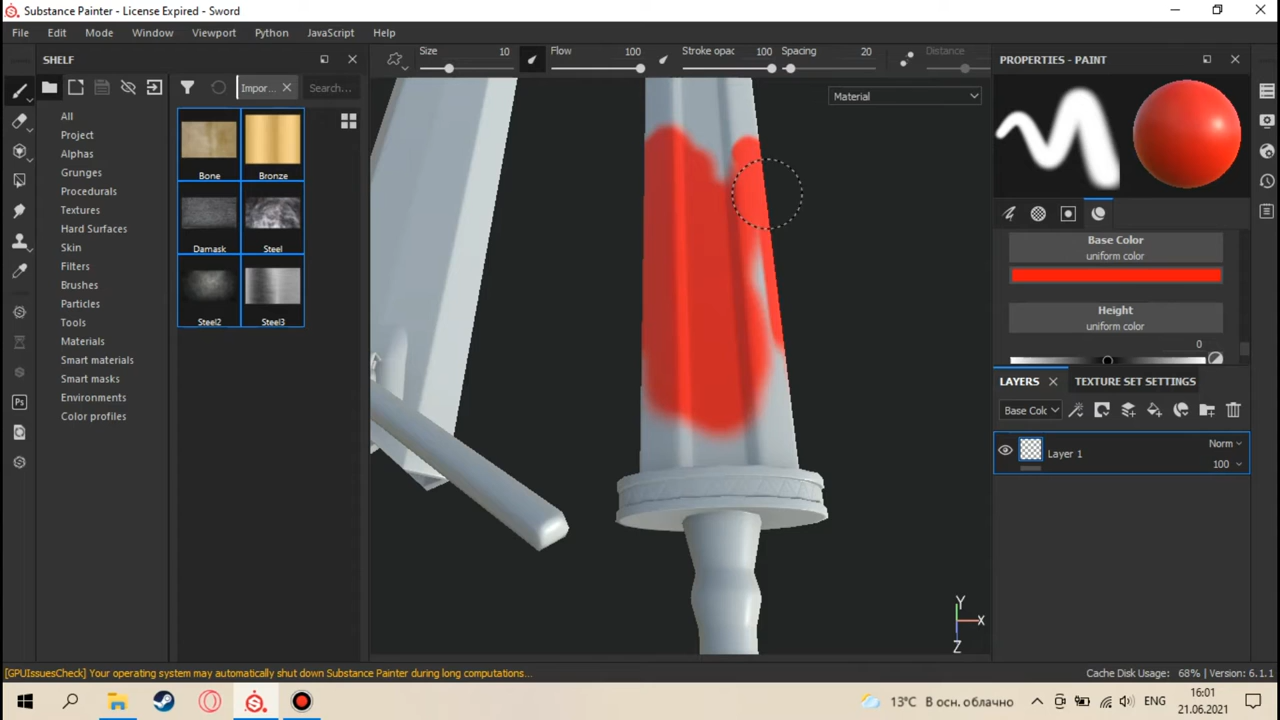 Substance Painter - License Expired - Sword
File Edit Mode Window Viewport Python JavaScript Help
SHELF
Size 10 Flow 100 Stroke opac 100 Spacing 20 Distance
PROPERTIES - PAINT
Impor... Search...
Material
All
Project
Alphas
Grunges
Procedurals
Textures
Hard Surfaces
Skin
Filters
Brushes
Particles
Tools
Materials
Smart materials
Smart masks
Environments
Color profiles
Bone Bronze
Damask Steel
Steel2 Steel3
Base Color
uniform color
Height
uniform color
0
LAYERS TEXTURE SET SETTINGS
Base Colc
Layer 1
Norm
100
Ps
Y
X
Z
[GPUIssuesCheck] Your operating system may automatically shut down Substance Painter during long computations...
Cache Disk Usage: 68% | Version: 6.1.1
13°C В осн. облачно
ENG
16:01
21.06.2021